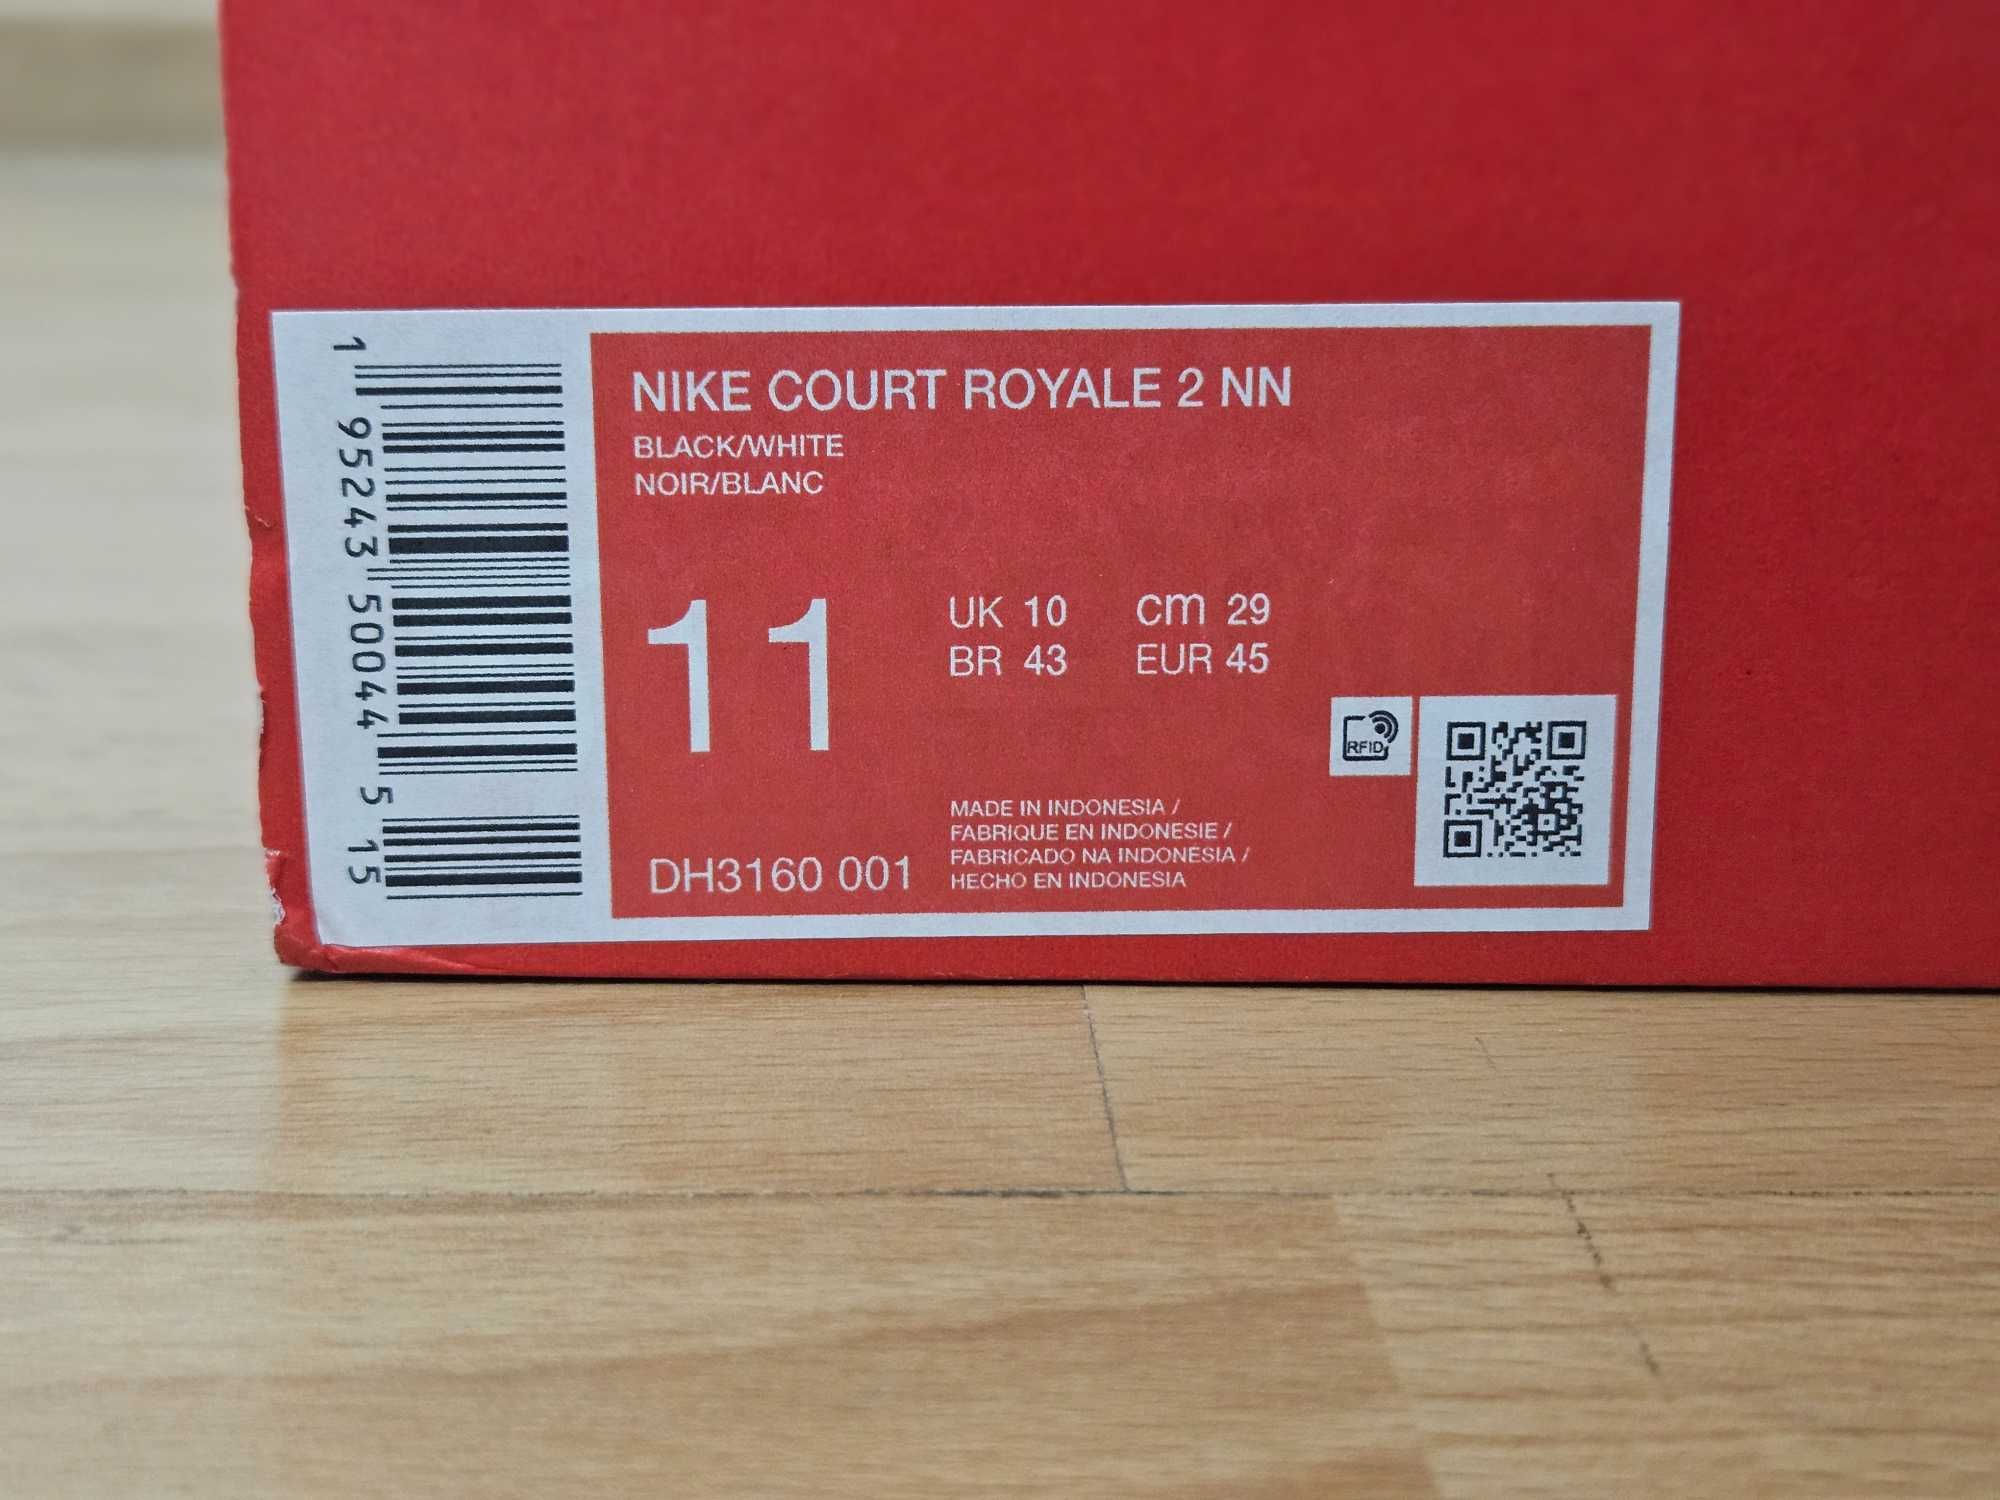 1 95243 50044 5 15
NIKE COURT ROYALE 2 NN
BLACK/WHITE
NOIR/BLANC
11
UK 10 cm 29
BR 43 EUR 45
RFID
MADE IN INDONESIA /
FABRIQUE EN INDONESIE /
FABRICADO NA INDONÉSIA /
HECHO EN INDONESIA
DH3160 001